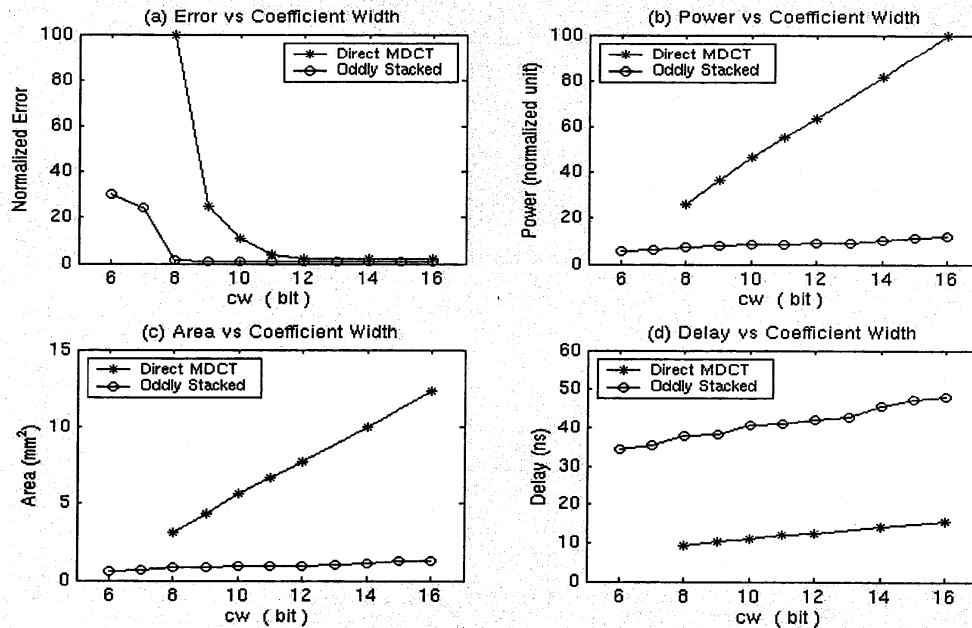 (a) Error vs Coefficient Width
100
80
60
40
20
0
Normalized Error
Direct MDCT
Oddly Stacked
6 8 10 12 14 16
cw ( bit )
(b) Power vs Coefficient Width
100
80
60
40
20
0
Power (normalized unit)
Direct MDCT
Oddly Stacked
6 8 10 12 14 16
cw ( bit )
(c) Area vs Coefficient Width
15
10
5
0
Area (mm²)
Direct MDCT
Oddly Stacked
6 8 10 12 14 16
cw ( bit )
(d) Delay vs Coefficient Width
60
50
40
30
20
10
0
Delay (ns)
Direct MDCT
Oddly Stacked
6 8 10 12 14 16
cw ( bit )